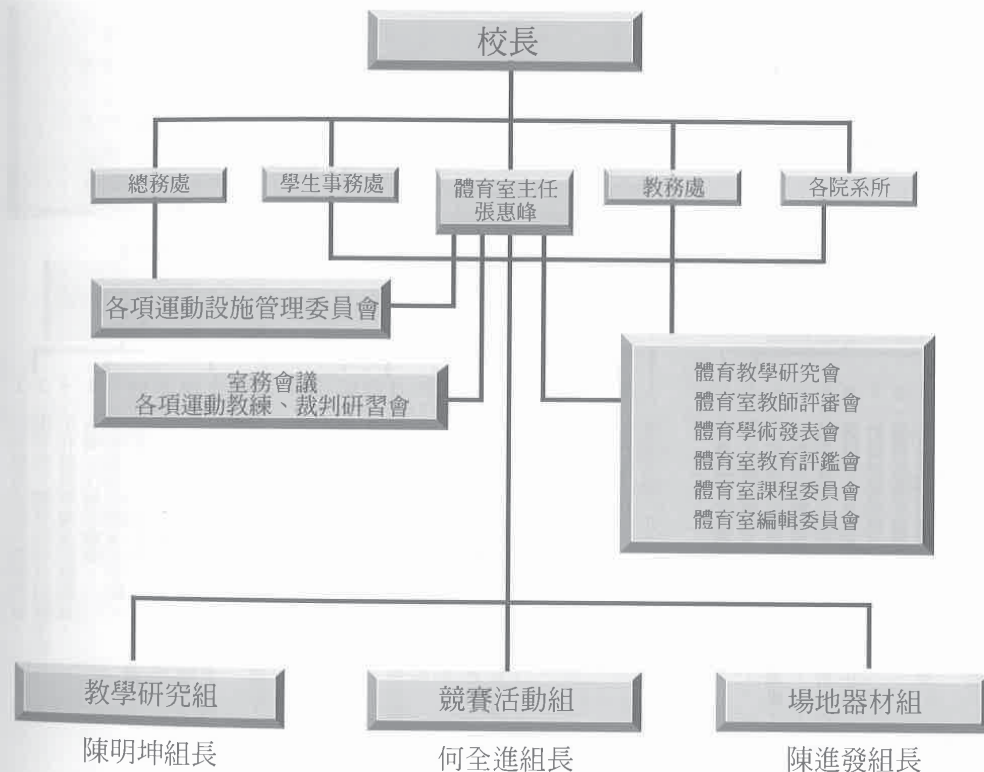 校長
總務處
學生事務處
體育室主任
張惠峰
教務處
各院系所
各項運動設施管理委員會
室務會議
各項運動教練、裁判研習會
體育教學研究會
體育室教師評審會
體育學術發表會
體育室教育評鑑會
體育室課程委員會
體育室編輯委員會
教學研究組
競賽活動組
場地器材組
陳明坤組長
何全進組長
陳進發組長